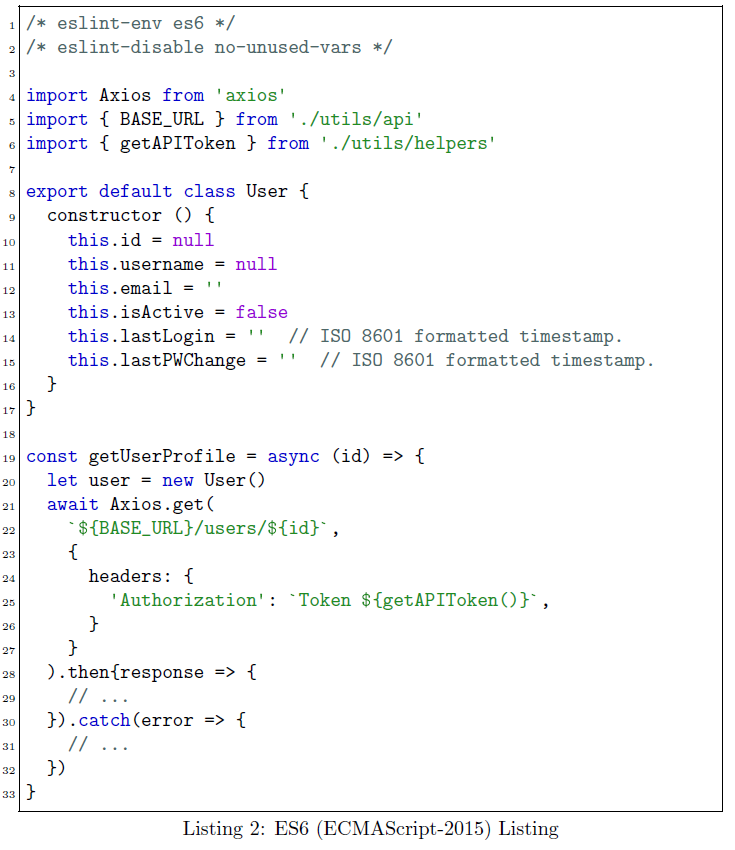 1 /* eslint-env es6 */
2 /* eslint-disable no-unused-vars */
3
4 import Axios from 'axios'
5 import { BASE_URL } from './utils/api'
6 import { getAPIToken } from './utils/helpers'
7
8 export default class User {
9   constructor () {
10     this.id = null
11     this.username = null
12     this.email = ''
13     this.isActive = false
14     this.lastLogin = ''  // ISO 8601 formatted timestamp.
15     this.lastPWChange = ''  // ISO 8601 formatted timestamp.
16   }
17 }
18
19 const getUserProfile = async (id) => {
20   let user = new User()
21   await Axios.get(
22     `${BASE_URL}/users/${id}`,
23     {
24       headers: {
25         'Authorization': `Token ${getAPIToken()}`,
26       }
27     }
28   ).then{response => {
29     // ...
30   }).catch(error => {
31     // ...
32   })
33 }
Listing 2: ES6 (ECMAScript-2015) Listing